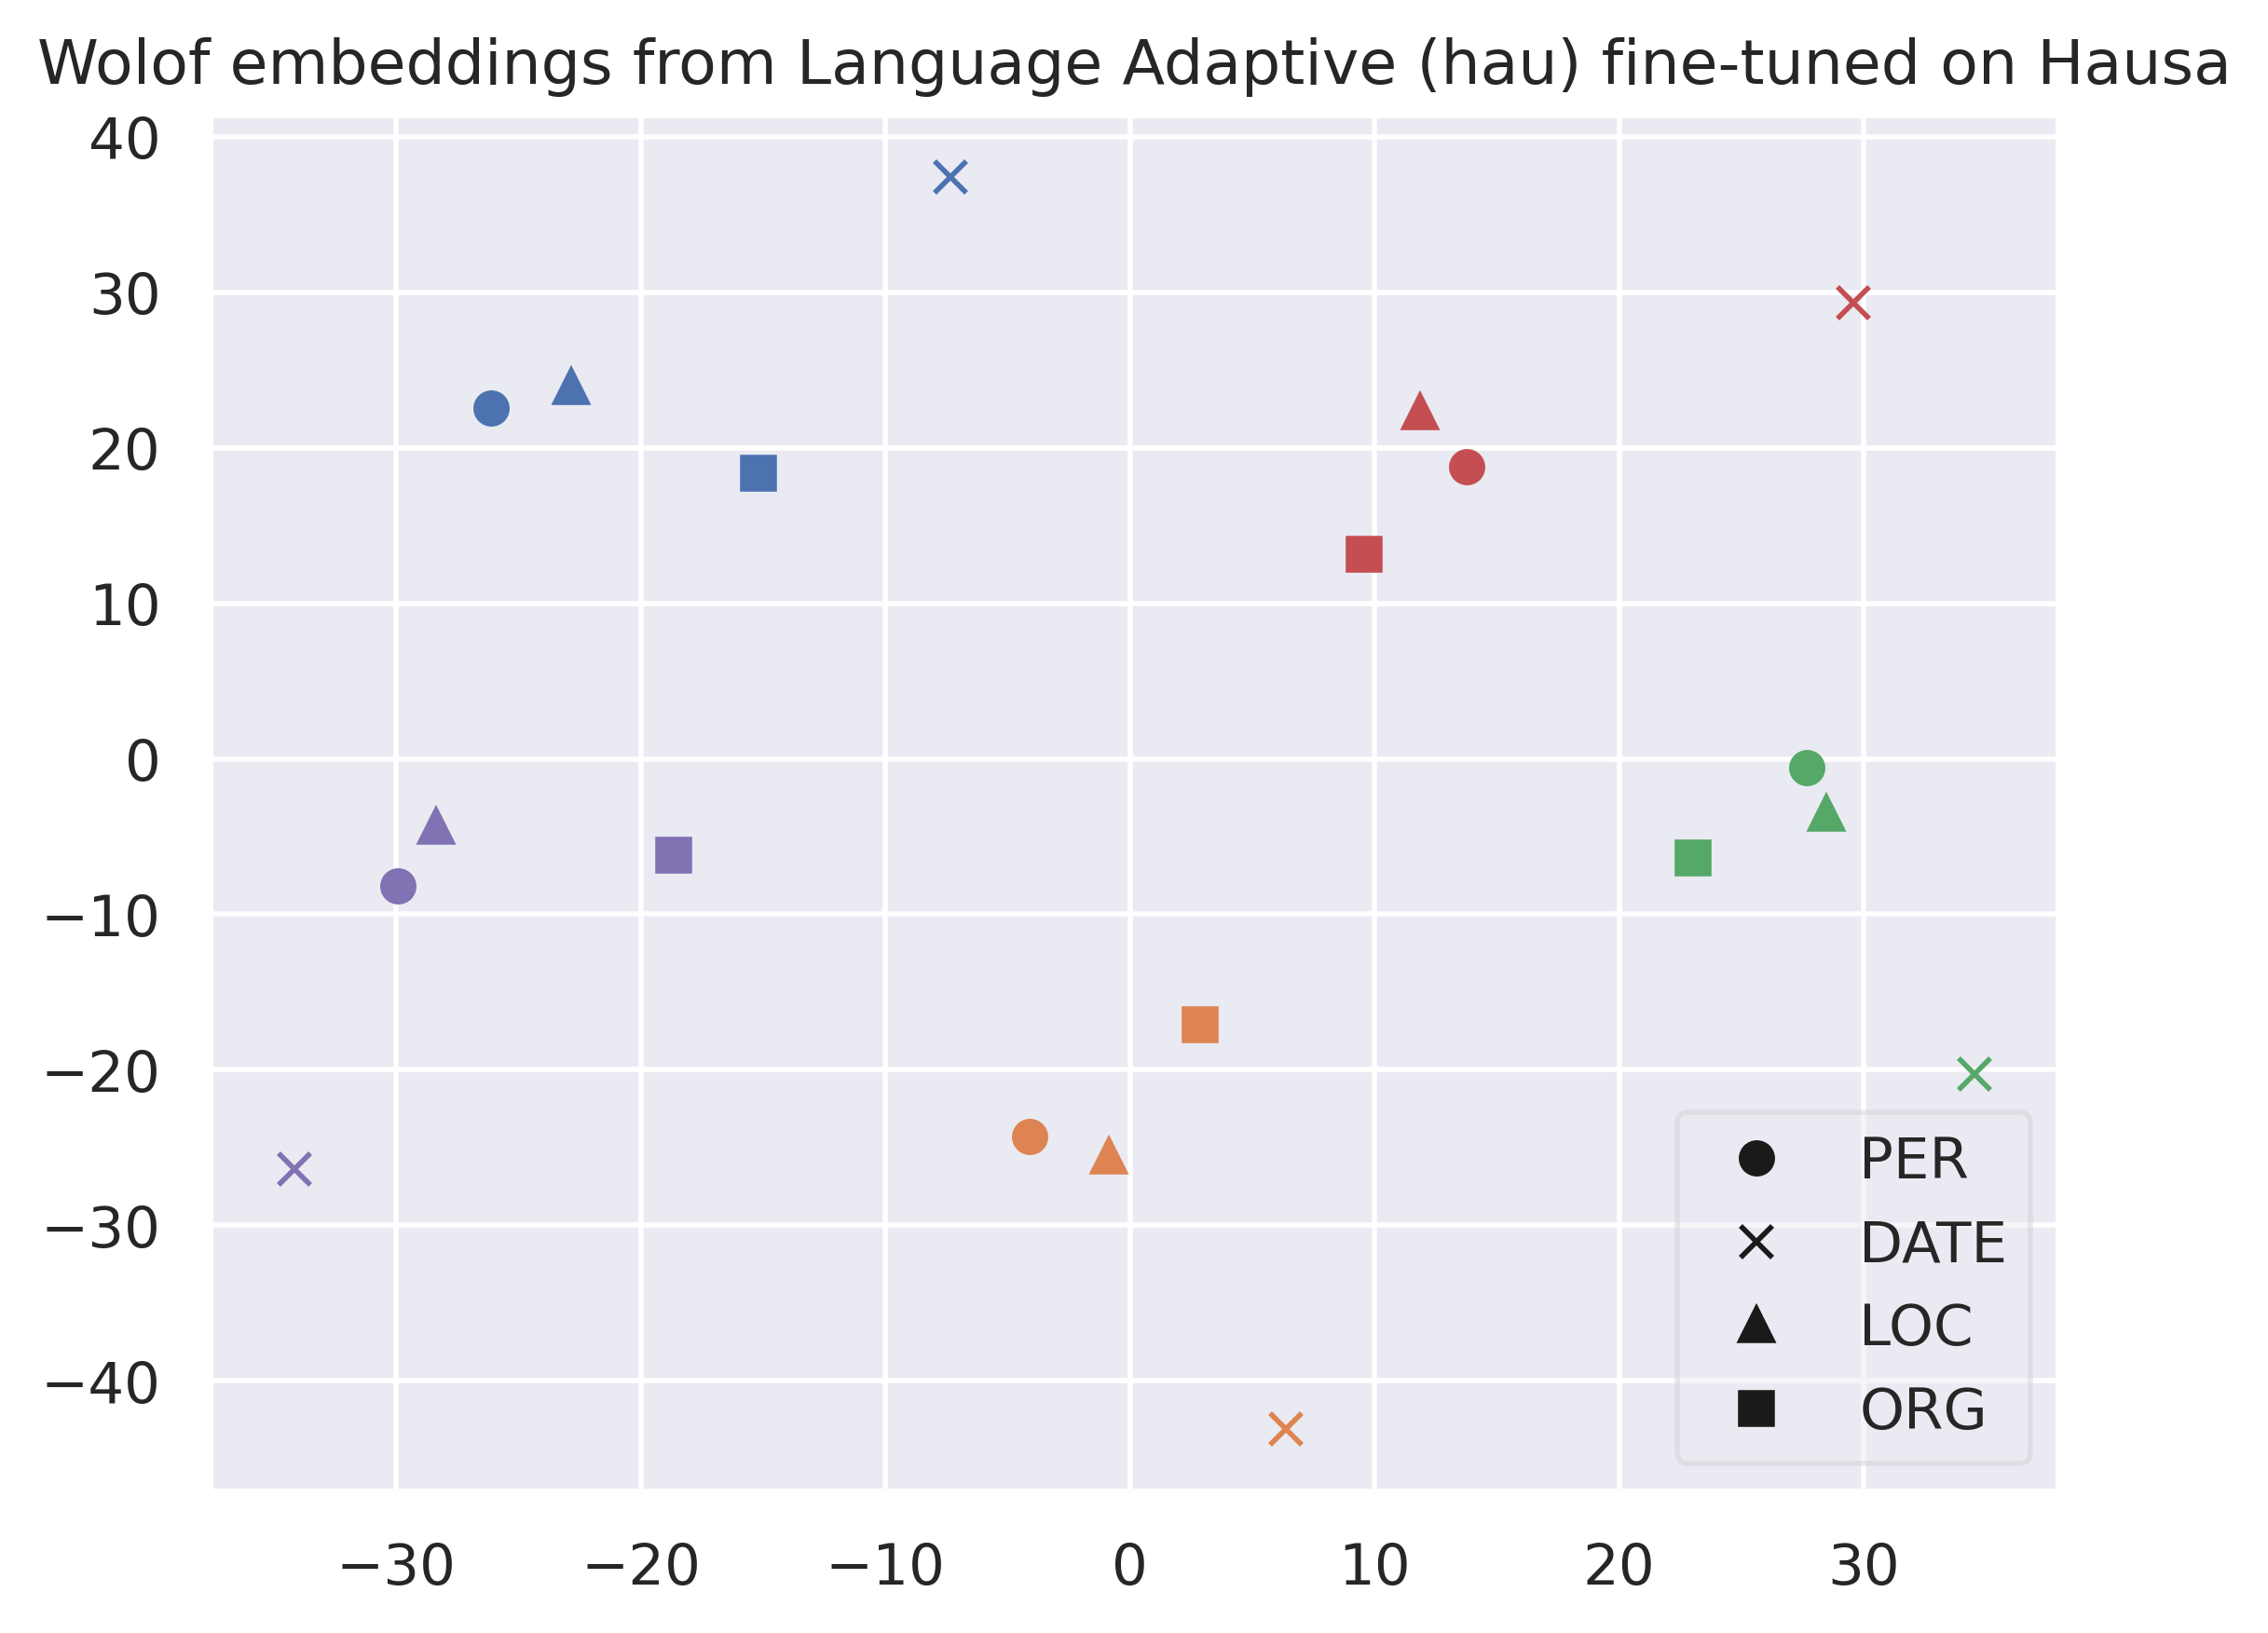 Wolof embeddings from Language Adaptive (hau) fine-tuned on Hausa
40
30
20
10
0
−10
−20
−30
−40
PER
DATE
LOC
ORG
−30 −20 −10 0 10 20 30